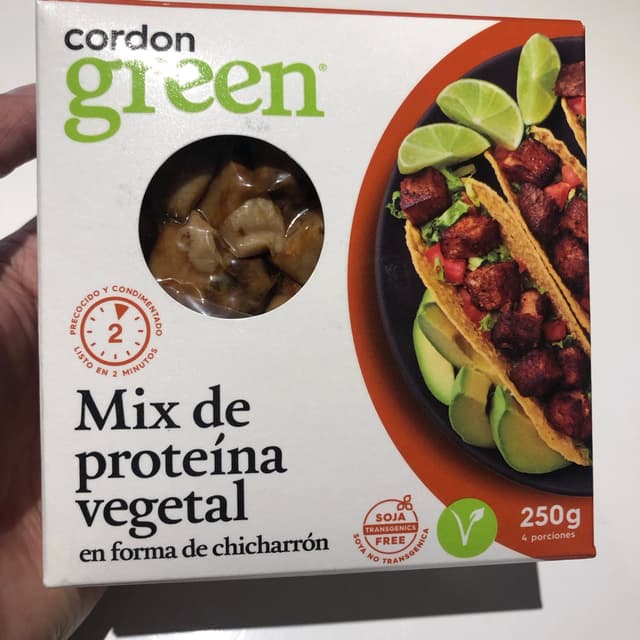 cordon
green®
PRECOCIDO Y CONDIMENTADO
2
LISTO EN 2 MINUTOS
Mix de
proteína
vegetal
en forma de chicharrón
SOJA
TRANSGENICS
FREE
SOYA NO TRANSGÉNICA
V
250g
4 porciones